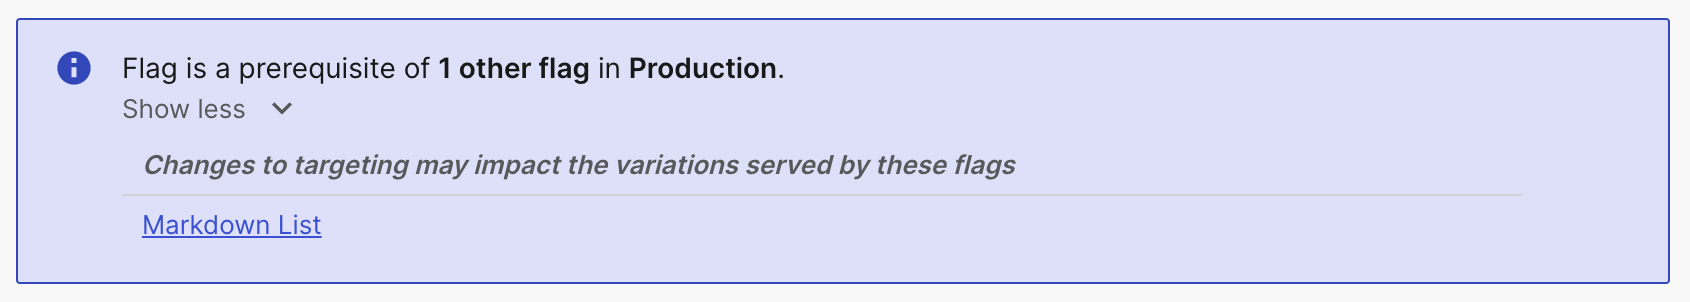 Flag is a prerequisite of 1 other flag in Production.
Show less
Changes to targeting may impact the variations served by these flags
Markdown List